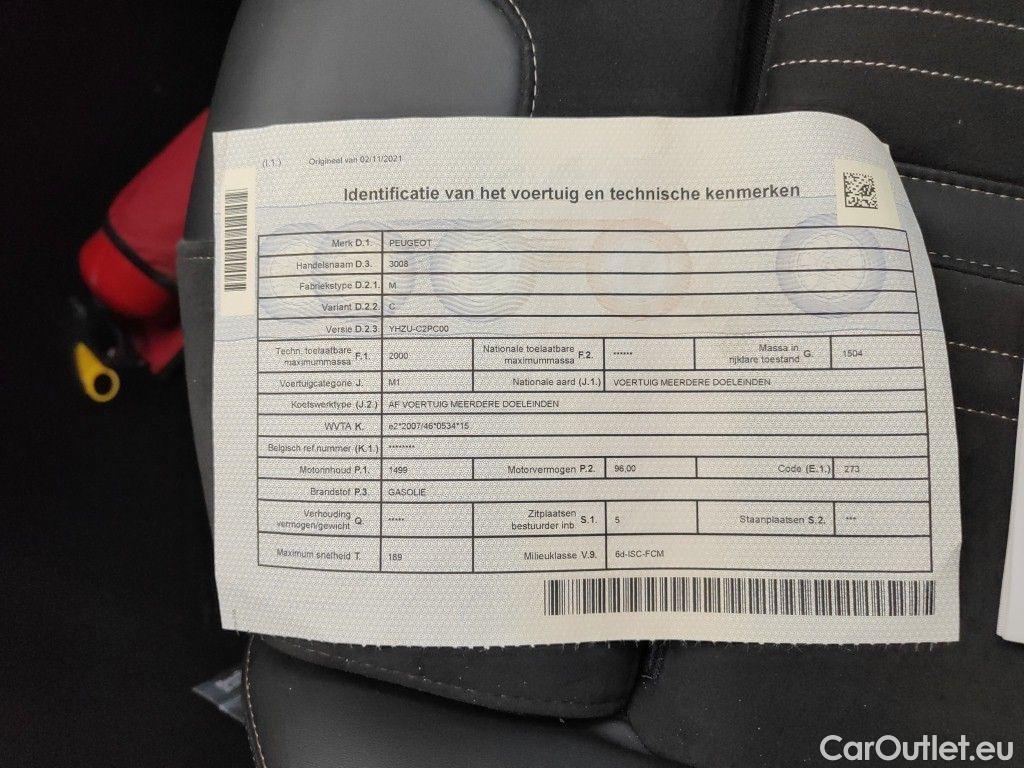 (I.1.) Origineel van 02/11/2021
Identificatie van het voertuig en technische kenmerken
Merk D.1. PEUGEOT
Handelsnaam D.3. 3008
Fabriekstype D.2.1. M
Variant D.2.2. C
Versie D.2.3. YHZU-C2PC00
Techn. toelaatbare maximummassa F.1. 2000 Nationale toelaatbare maximummassa F.2. ****** Massa in rijklare toestand G. 1504
Voertuigcategorie J. M1 Nationale aard (J.1.) VOERTUIG MEERDERE DOELEINDEN
Koetswerktype (J.2.) AF VOERTUIG MEERDERE DOELEINDEN
WVTA K. e2*2007/46*0534*15
Belgisch ref.nummer (K.1.) ********
Motorinhoud P.1. 1499 Motorvermogen P.2. 96,00 Code (E.1.) 273
Brandstof P.3. GASOLIE
Verhouding vermogen/gewicht Q. ***** Zitplaatsen bestuurder inb S.1. 5 Staanplaatsen S.2. ***
Maximum snelheid T. 189 Milieuklasse V.9. 6d-ISC-FCM
CarOutlet.eu